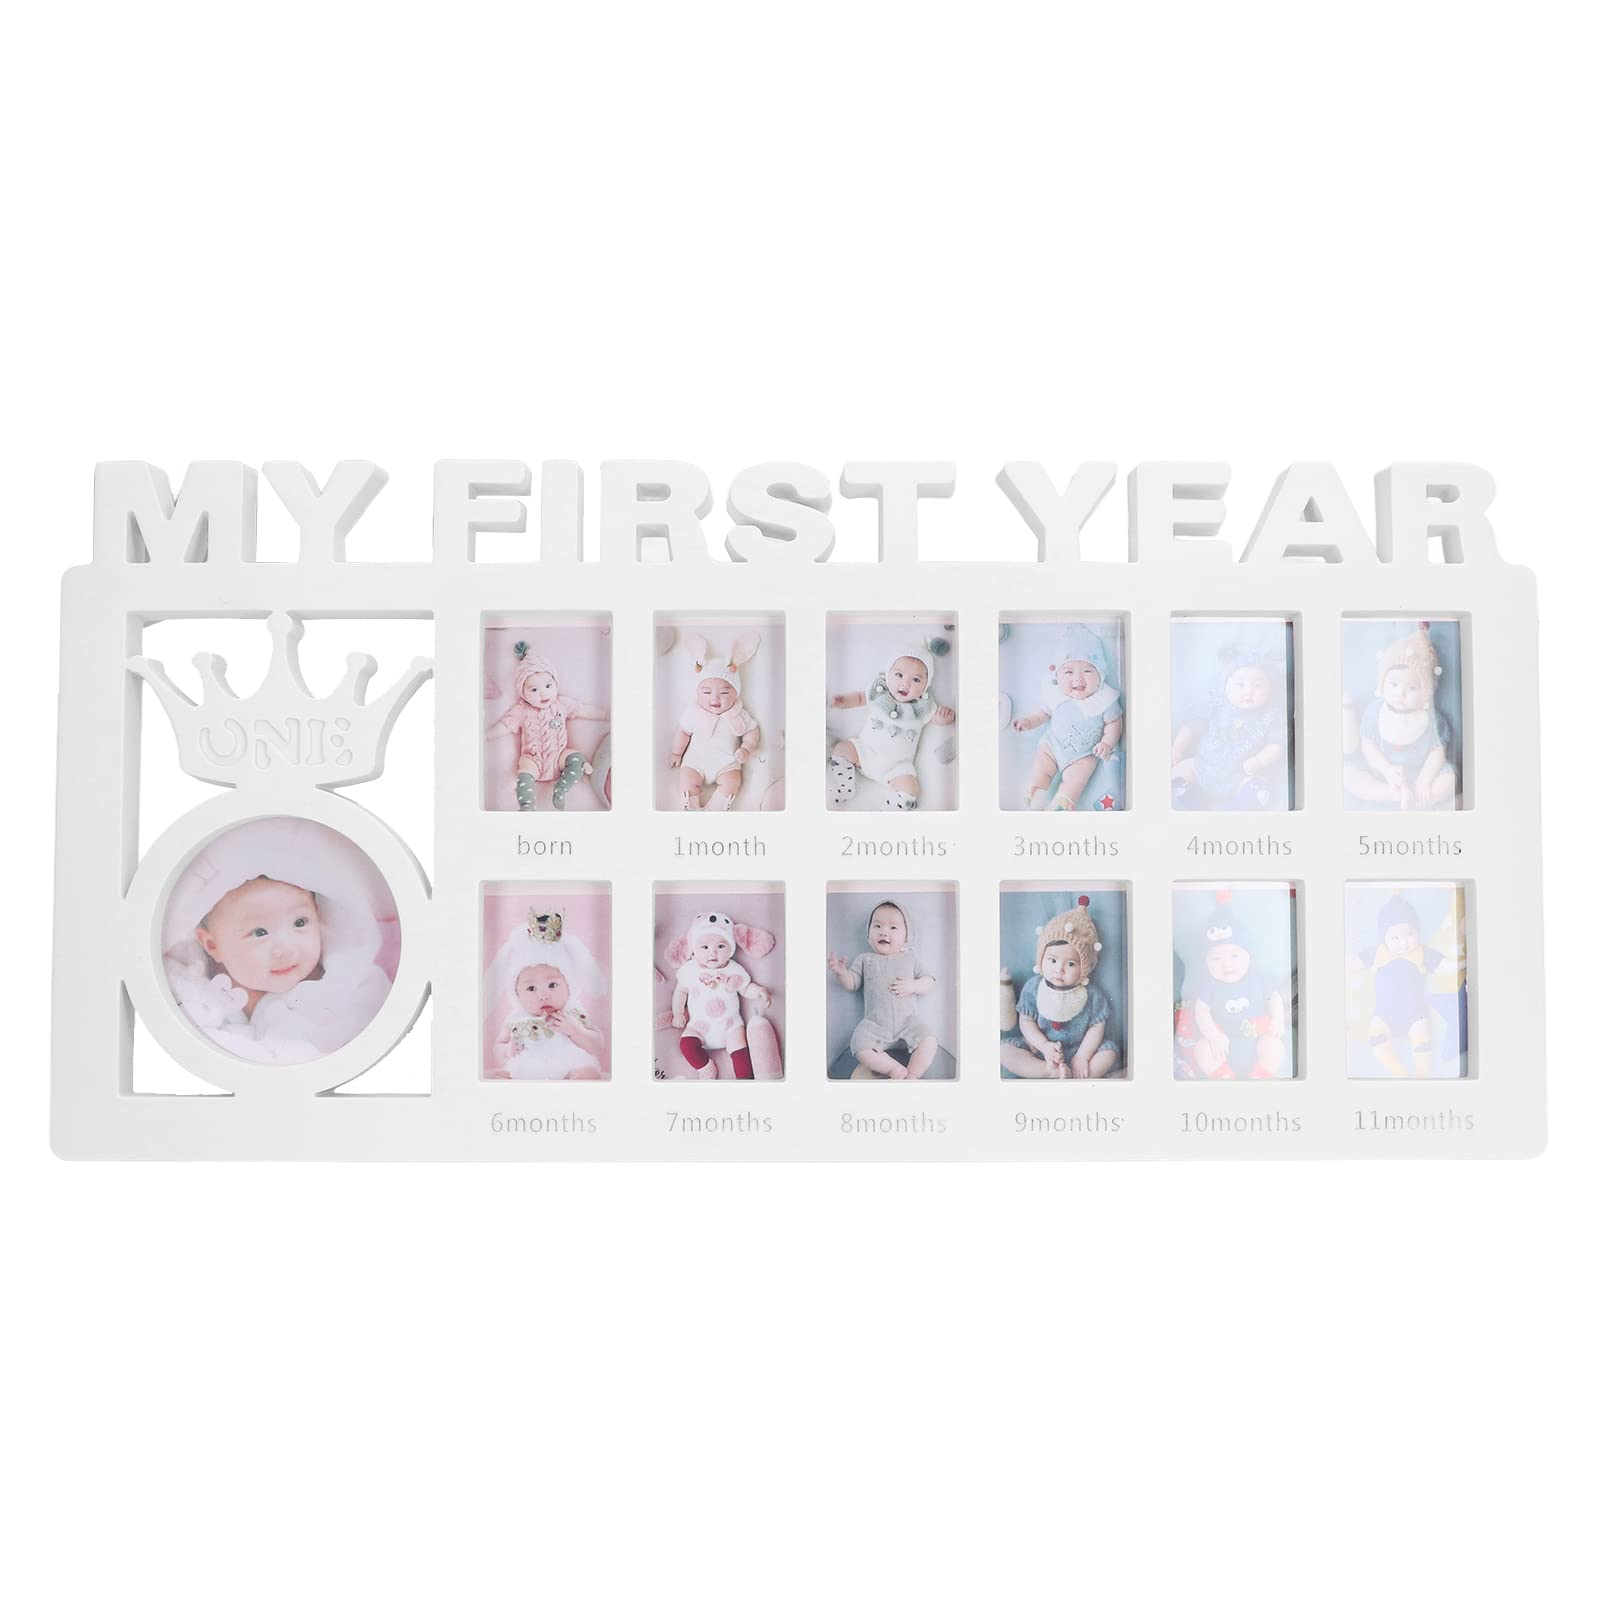 MY FIRST YEAR
ONE
born 1month 2months 3months 4months 5months
6months 7months 8months 9months 10months 11months